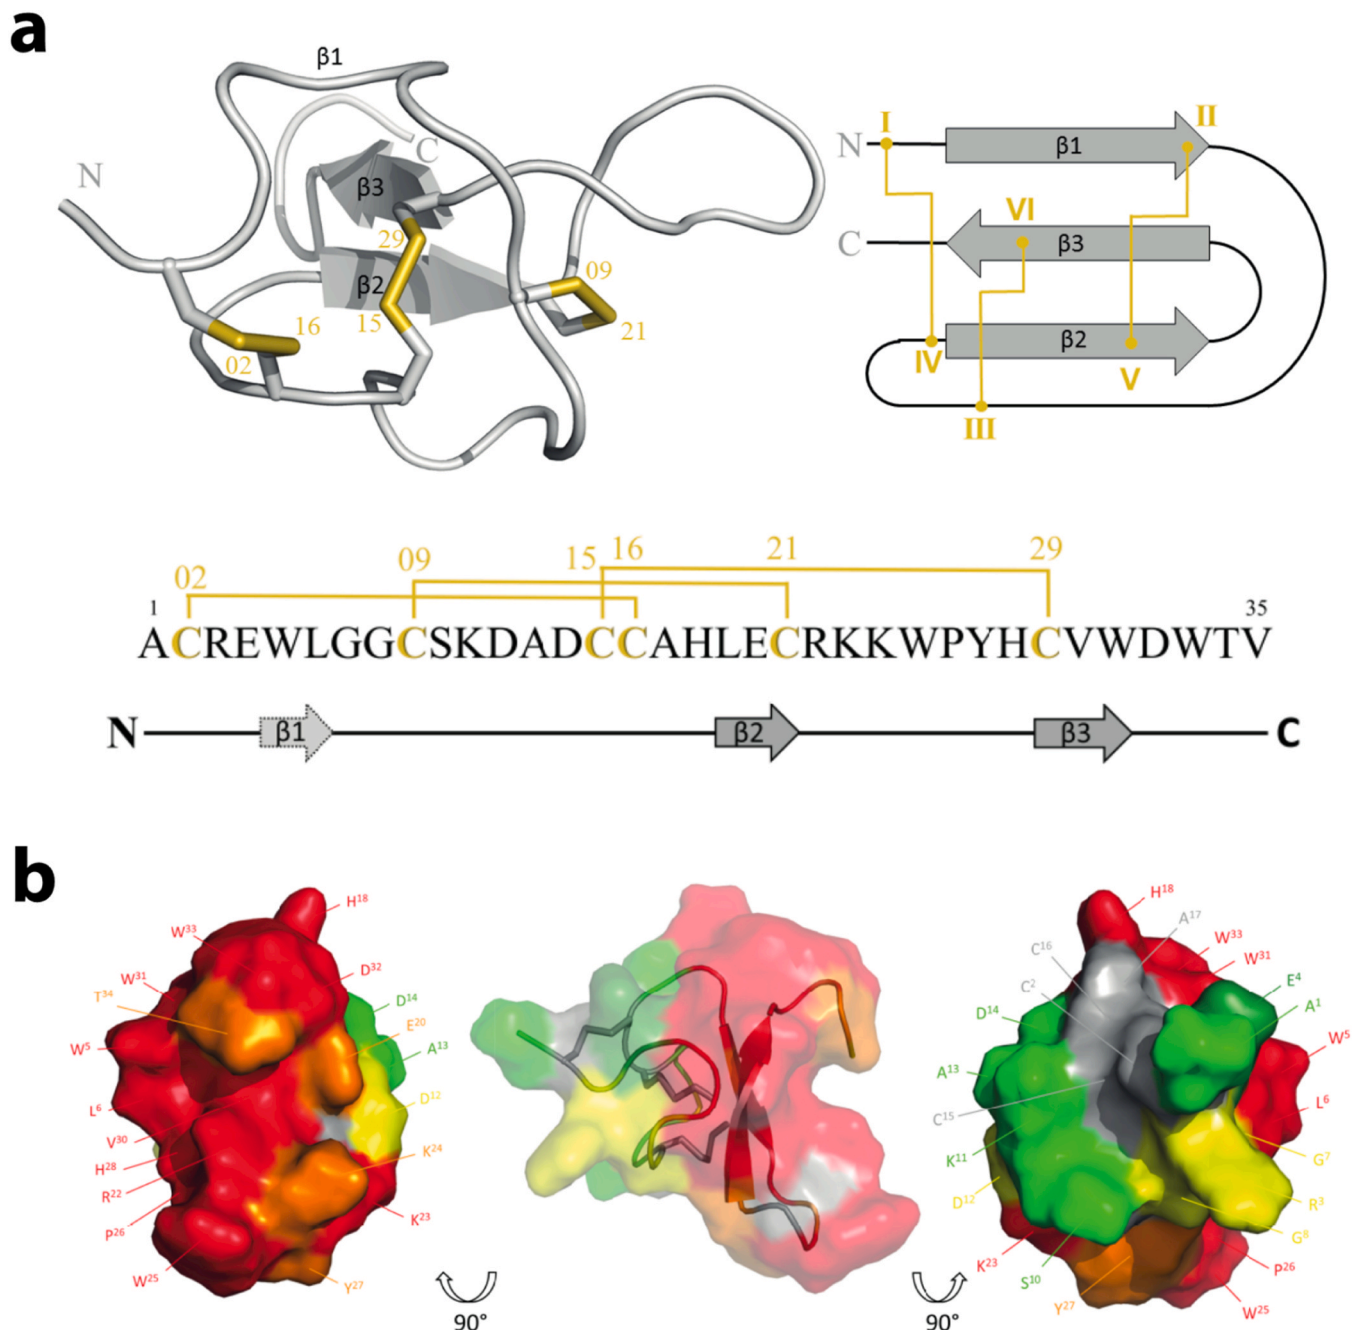 a
β1
N
C
β3
29
β2
15
16
02
09
21
I
II
N
β1
VI
C
β3
β2
IV
V
III
02
09
15
16
21
29
1
35
ACREWLGGCSKDADCCAHLECRKKWPYHCVWDWTV
N
β1
β2
β3
C
b
H18
W33
D32
W31
T34
D14
E20
A13
W5
D12
L6
V30
K24
H28
R22
K23
P26
W25
Y27
90°
H18
A17
C16
W33
W31
C2
E4
D14
A1
W5
A13
L6
C15
K11
G7
D12
R3
G8
K23
P26
S10
Y27
W25
90°